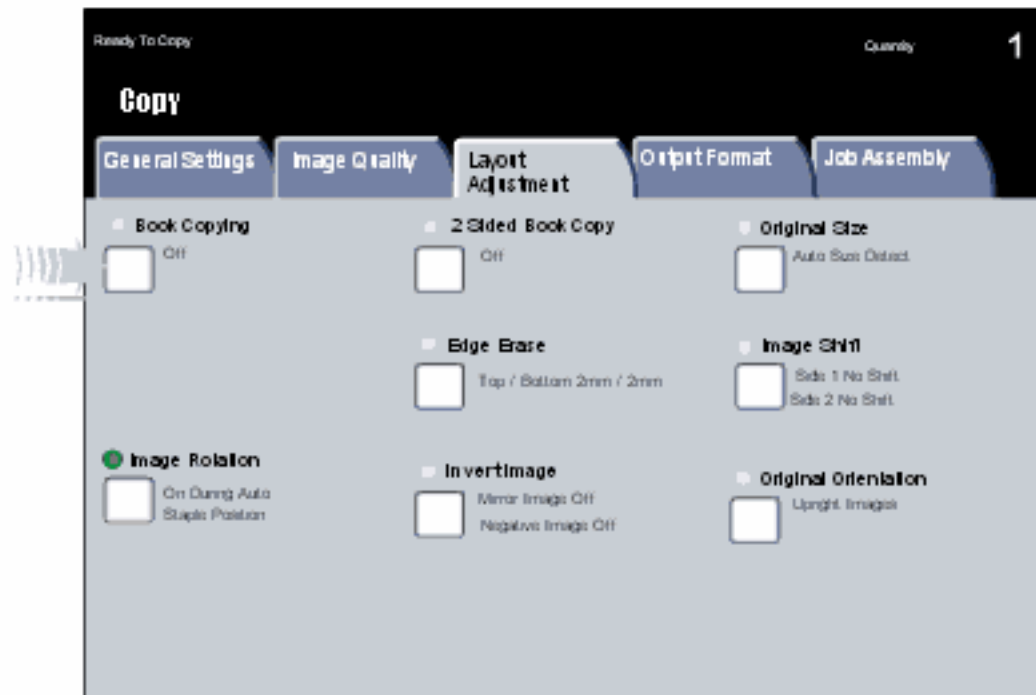 Ready To Copy
Quantity 1
Copy
General Settings
Image Quality
Layout
Adjustment
Output Format
Job Assembly
Book Copying
Off
2 Sided Book Copy
Off
Original Size
Auto Size Detect
Edge Erase
Top / Bottom 2mm / 2mm
Image Shift
Side 1 No Shift
Side 2 No Shift
Image Rotation
On During Auto
Staple Position
Invert Image
Mirror Image Off
Negative Image Off
Original Orientation
Upright Images